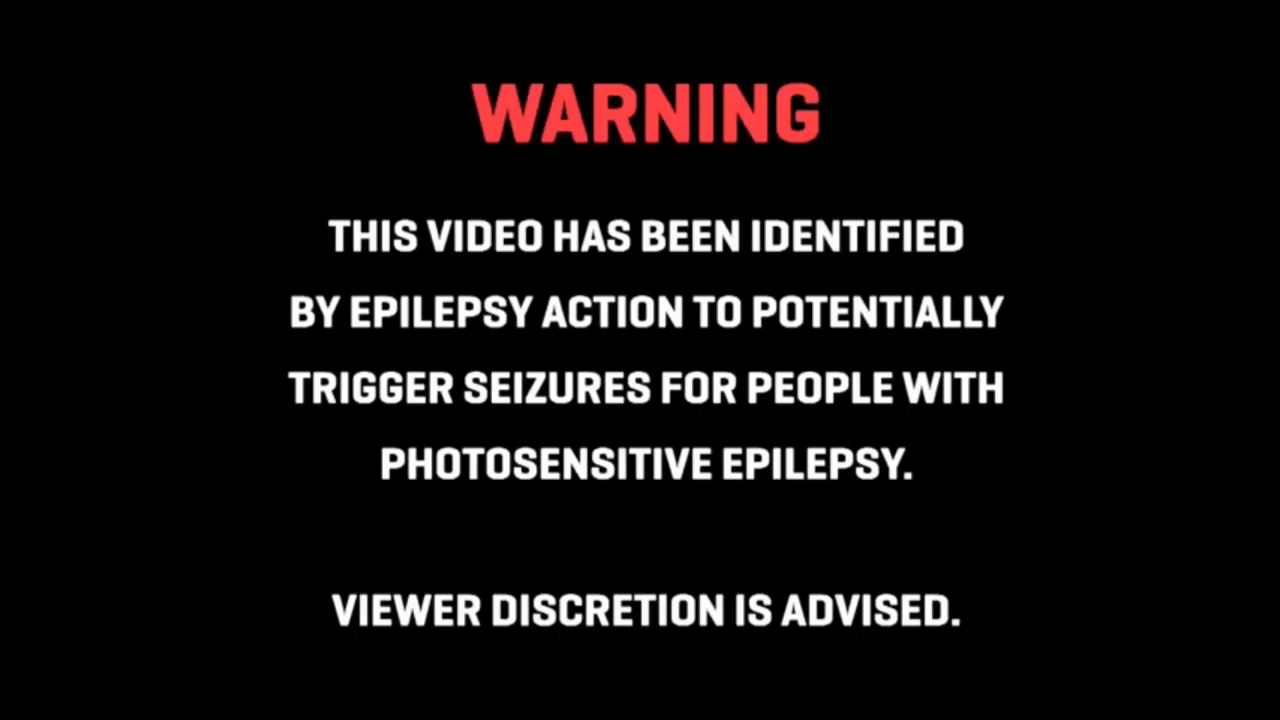 WARNING
THIS VIDEO HAS BEEN IDENTIFIED
BY EPILEPSY ACTION TO POTENTIALLY
TRIGGER SEIZURES FOR PEOPLE WITH
PHOTOSENSITIVE EPILEPSY.
VIEWER DISCRETION IS ADVISED.